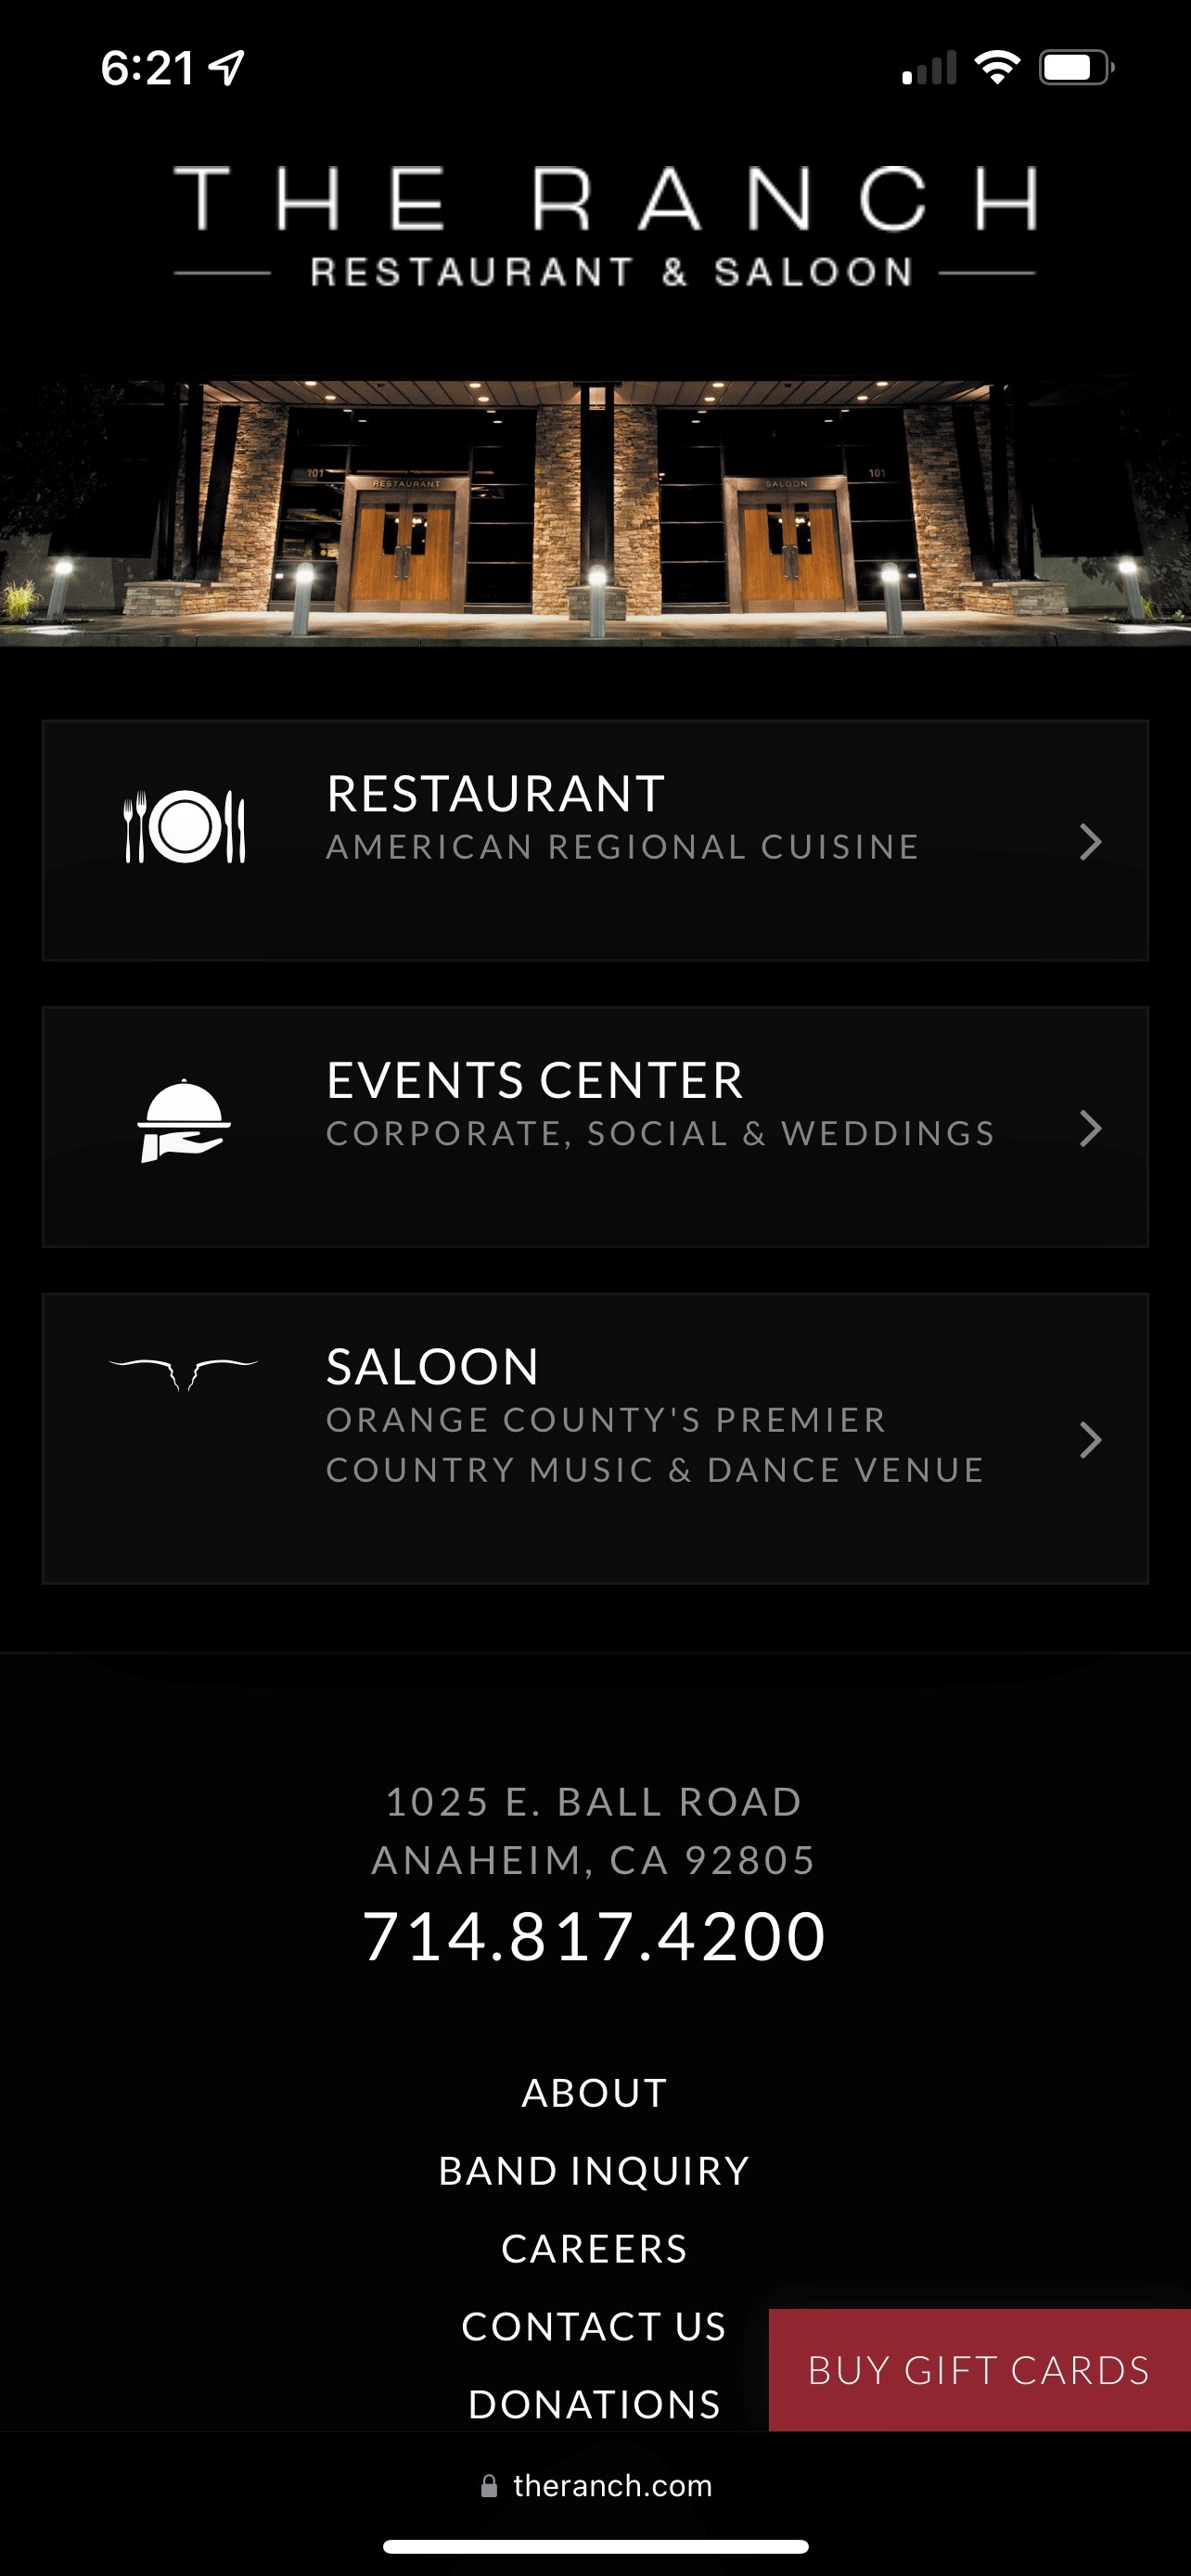 6:21
THE RANCH
RESTAURANT & SALOON
101
RESTAURANT
SALOON
101
RESTAURANT
AMERICAN REGIONAL CUISINE
EVENTS CENTER
CORPORATE, SOCIAL & WEDDINGS
SALOON
ORANGE COUNTY'S PREMIER
COUNTRY MUSIC & DANCE VENUE
1025 E. BALL ROAD
ANAHEIM, CA 92805
714.817.4200
ABOUT
BAND INQUIRY
CAREERS
CONTACT US
BUY GIFT CARDS
DONATIONS
theranch.com